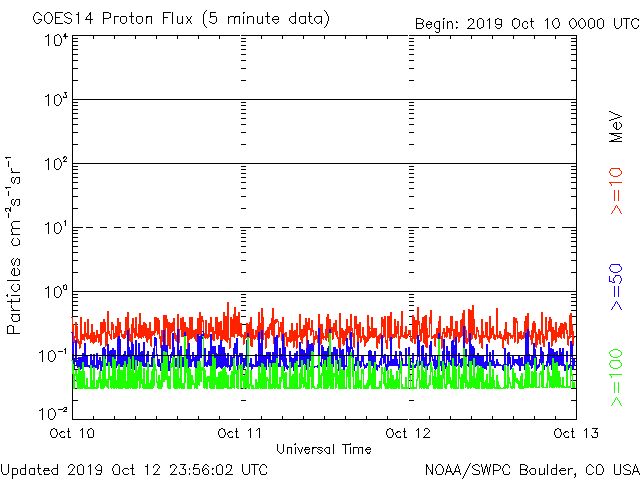 GOES14 Proton Flux (5 minute data)
Begin: 2019 Oct 10 0000 UTC
10⁴
10³
10²
10¹
10⁰
10⁻¹
10⁻²
Particles cm⁻²s⁻¹sr⁻¹
MeV
>=10
>=50
>=100
Oct 10
Oct 11
Oct 12
Oct 13
Universal Time
Updated 2019 Oct 12 23:56:02 UTC
NOAA/SWPC Boulder, CO USA